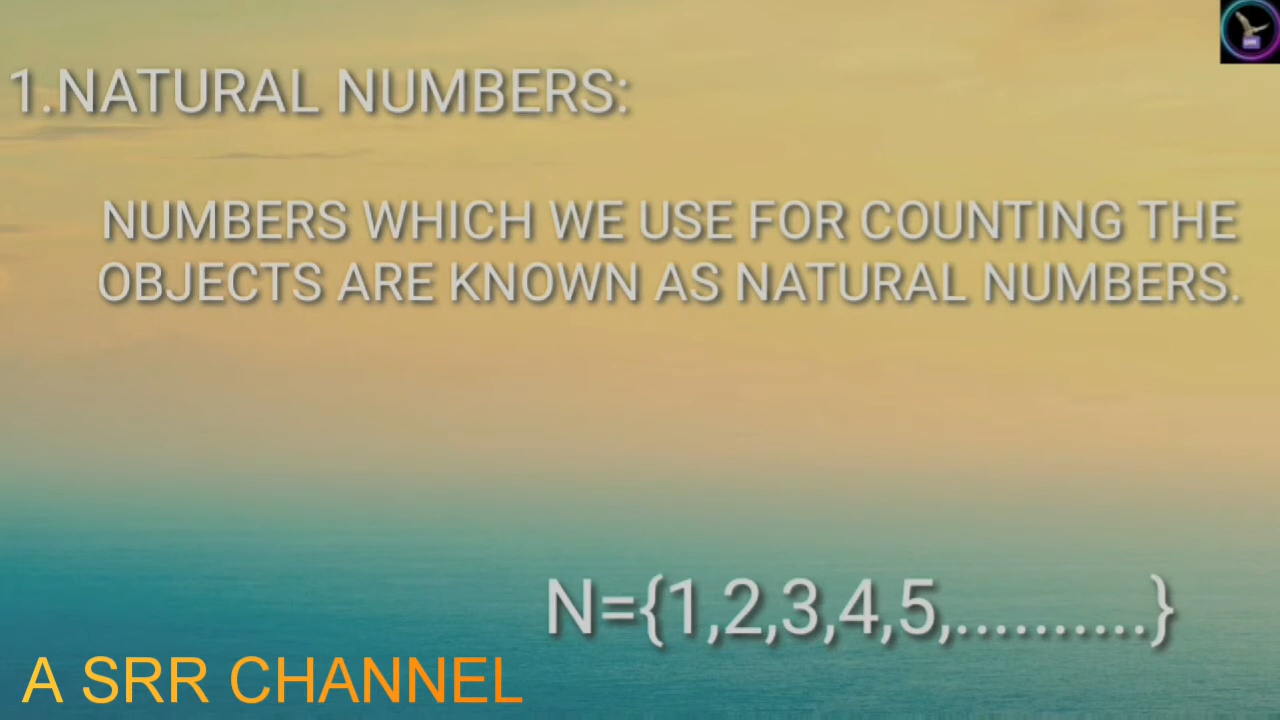 1.NATURAL NUMBERS:
NUMBERS WHICH WE USE FOR COUNTING THE
OBJECTS ARE KNOWN AS NATURAL NUMBERS.
N={1,2,3,4,5,..........}
A SRR CHANNEL